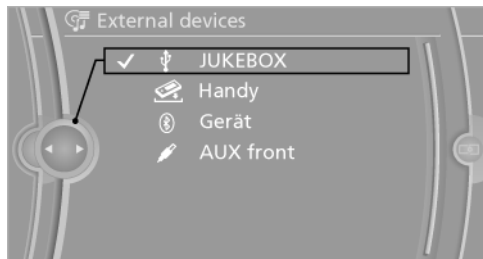 External devices
JUKEBOX
Handy
Gerät
AUX front